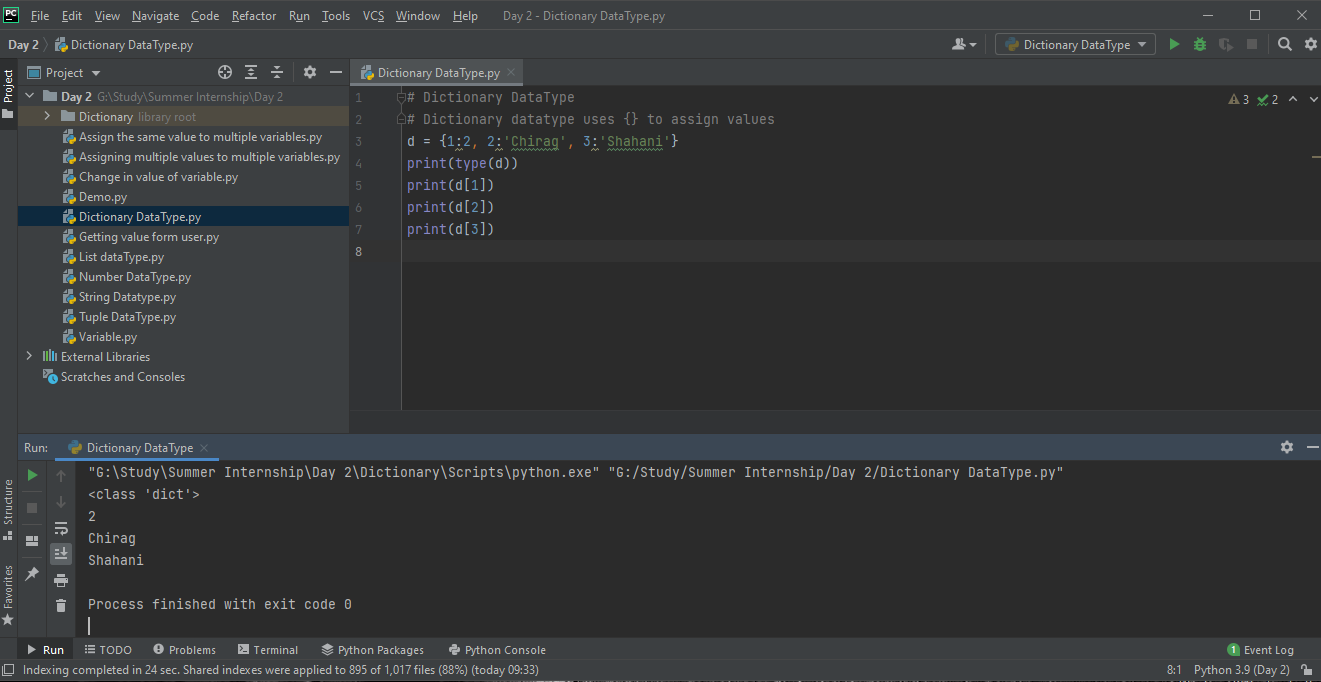 PC File Edit View Navigate Code Refactor Run Tools VCS Window Help Day 2 - Dictionary DataType.py
Day 2 Dictionary DataType.py Dictionary DataType
Project
Project
Day 2 G:\Study\Summer Internship\Day 2
Dictionary library root
Assign the same value to multiple variables.py
Assigning multiple values to multiple variables.py
Change in value of variable.py
Demo.py
Dictionary DataType.py
Getting value form user.py
List dataType.py
Number DataType.py
String Datatype.py
Tuple DataType.py
Variable.py
External Libraries
Scratches and Consoles
Dictionary DataType.py
3 2
1 # Dictionary DataType
2 # Dictionary datatype uses {} to assign values
3 d = {1:2, 2:'Chirag', 3:'Shahani'}
4 print(type(d))
5 print(d[1])
6 print(d[2])
7 print(d[3])
8
Run: Dictionary DataType
"G:\Study\Summer Internship\Day 2\Dictionary\Scripts\python.exe" "G:/Study/Summer Internship/Day 2/Dictionary DataType.py"
<class 'dict'>
2
Chirag
Shahani
Process finished with exit code 0
Structure
Favorites
Run TODO Problems Terminal Python Packages Python Console 1 Event Log
Indexing completed in 24 sec. Shared indexes were applied to 895 of 1,017 files (88%) (today 09:33) 8:1 Python 3.9 (Day 2)